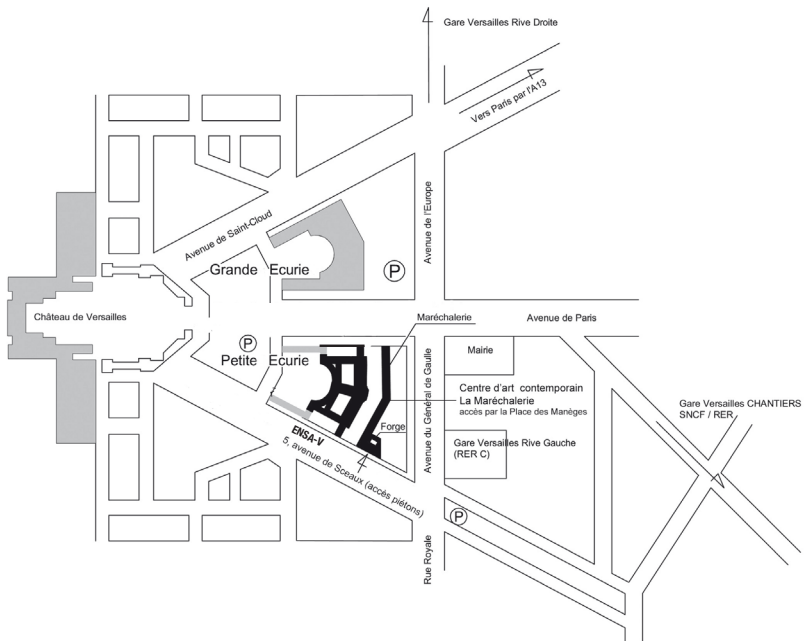 Gare Versailles Rive Droite
Vers Paris par l'A13
Avenue de l'Europe
Avenue de Saint-Cloud
Grande Ecurie
P
Château de Versailles
Maréchalerie
Avenue de Paris
P
Petite Ecurie
Mairie
Avenue du Général de Gaulle
Centre d'art contemporain
La Maréchalerie
accès par la Place des Manèges
Gare Versailles CHANTIERS
SNCF / RER
Forge
ENSA-V
5, avenue de Sceaux (accès piétons)
Gare Versailles Rive Gauche
(RER C)
P
Rue Royale